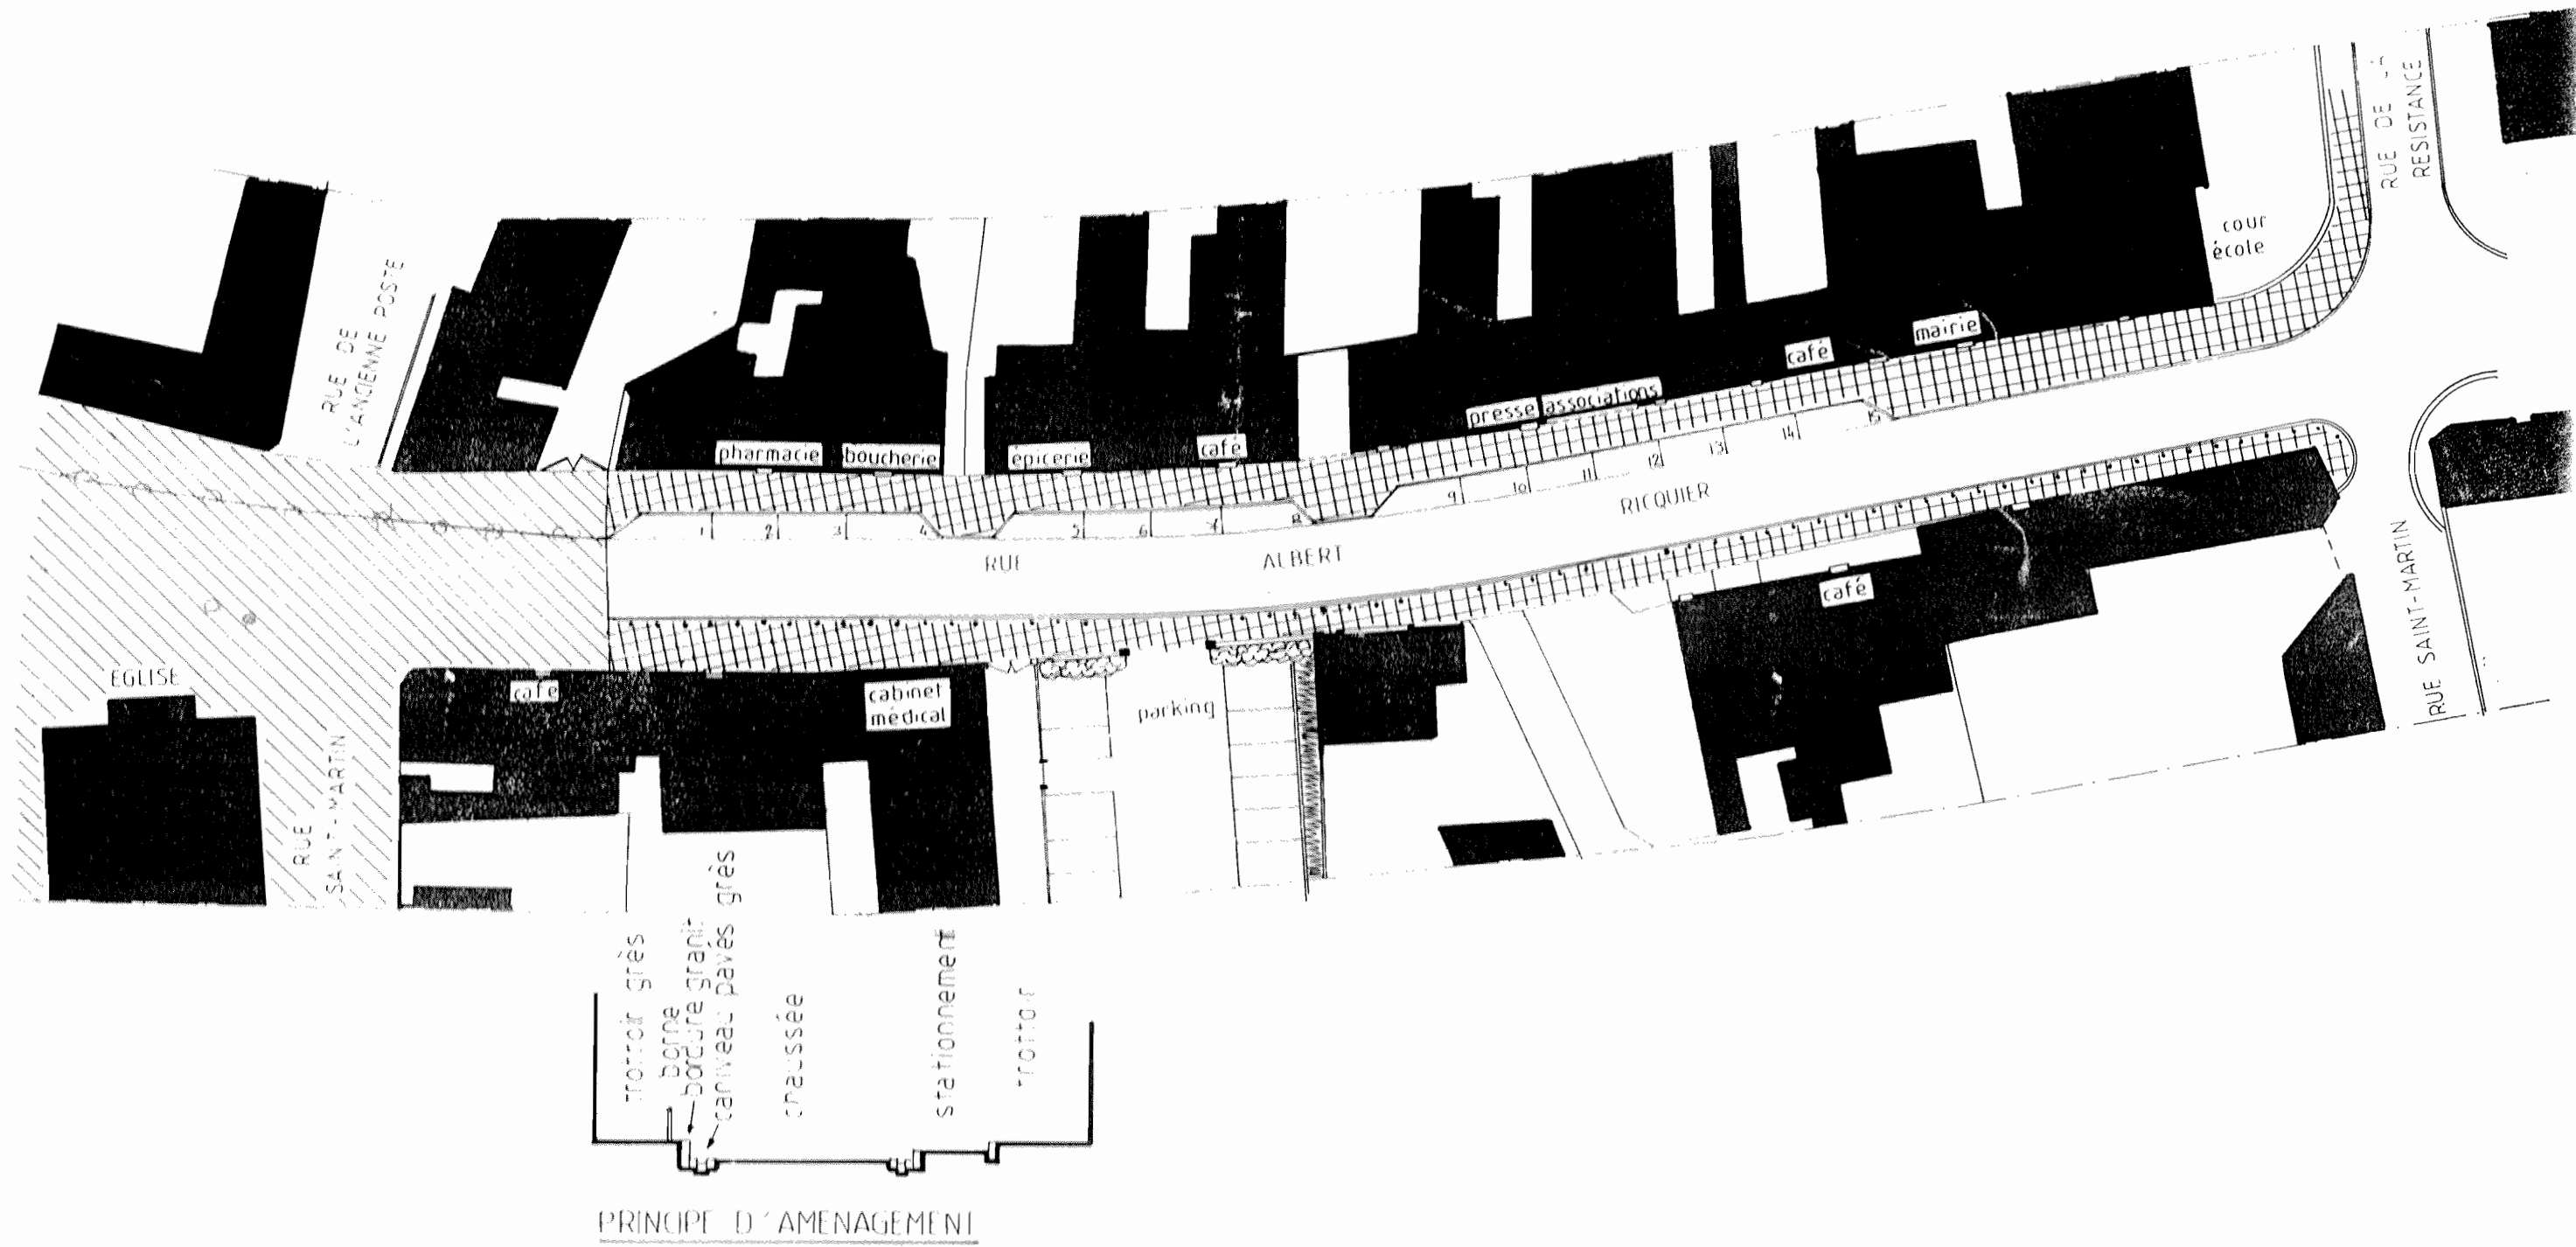 RUE DE LA
RESISTANCE
cour
école
RUE DE
L'ANCIENNE POSTE
mairie
café
presse
associations
pharmacie
boucherie
epicerie
café
1
2
3
4
5
6
7
8
9
10
11
12
13
14
15
RUE
ALBERT
RICQUIER
EGLISE
café
cabinet
médical
parking
café
RUE
SAINT-MARTIN
RUE SAINT-MARTIN
trottoir grès
borne
bordure granit
caniveau pavés grès
chaussée
stationnement
trottoir
PRINCIPE D'AMENAGEMENT